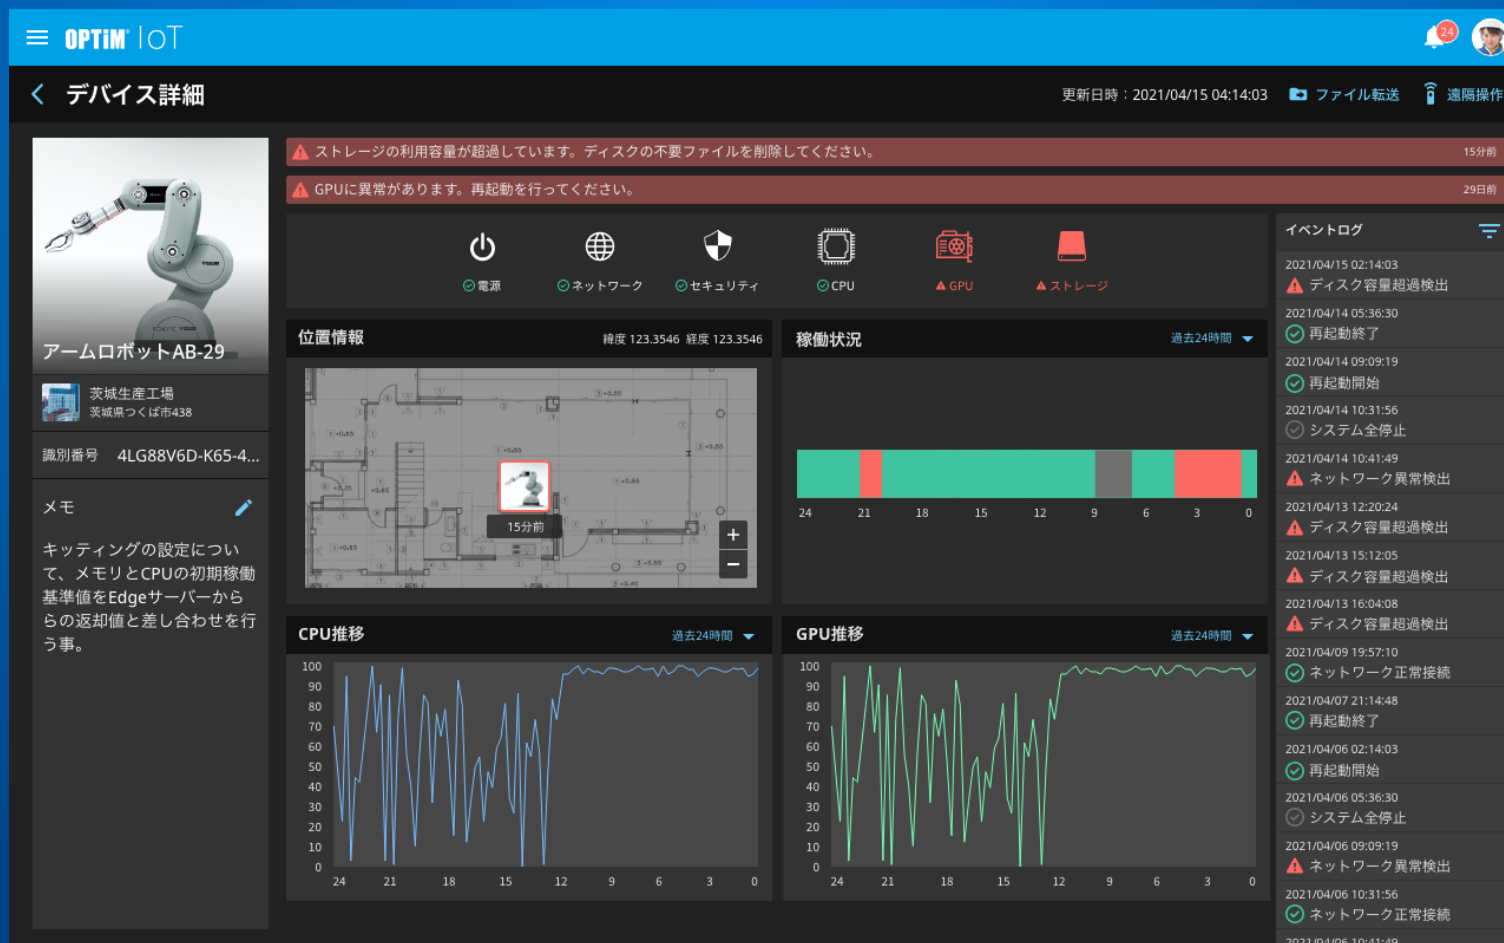 OPTiM IoT
24
デバイス詳細
更新日時：2021/04/15 04:14:03
ファイル転送
遠隔操作
ストレージの利用容量が超過しています。ディスクの不要ファイルを削除してください。
15分前
GPUに異常があります。再起動を行ってください。
29日前
アームロボットAB-29
茨城生産工場
茨城県つくば市438
識別番号 4LG88V6D-K65-4...
メモ
キッティングの設定につい
て、メモリとCPUの初期稼働
基準値をEdgeサーバーから
らの返却値と差し合わせを行
う事。
電源
ネットワーク
セキュリティ
CPU
GPU
ストレージ
位置情報
緯度 123.3546 経度 123.3546
15分前
+
−
稼働状況
過去24時間
24 21 18 15 12 9 6 3 0
CPU推移
過去24時間
100
90
80
70
60
50
40
30
20
10
0
24 21 18 15 12 9 6 3 0
GPU推移
過去24時間
100
90
80
70
60
50
40
30
20
10
0
24 21 18 15 12 9 6 3 0
イベントログ
2021/04/15 02:14:03
ディスク容量超過検出
2021/04/14 05:36:30
再起動終了
2021/04/14 09:09:19
再起動開始
2021/04/14 10:31:56
システム全停止
2021/04/14 10:41:49
ネットワーク異常検出
2021/04/13 12:20:24
ディスク容量超過検出
2021/04/13 15:12:05
ディスク容量超過検出
2021/04/13 16:04:08
ディスク容量超過検出
2021/04/09 19:57:10
ネットワーク正常接続
2021/04/07 21:14:48
再起動終了
2021/04/06 02:14:03
再起動開始
2021/04/06 05:36:30
システム全停止
2021/04/06 09:09:19
ネットワーク異常検出
2021/04/06 10:31:56
ネットワーク正常接続
2021/04/06 10:41:49